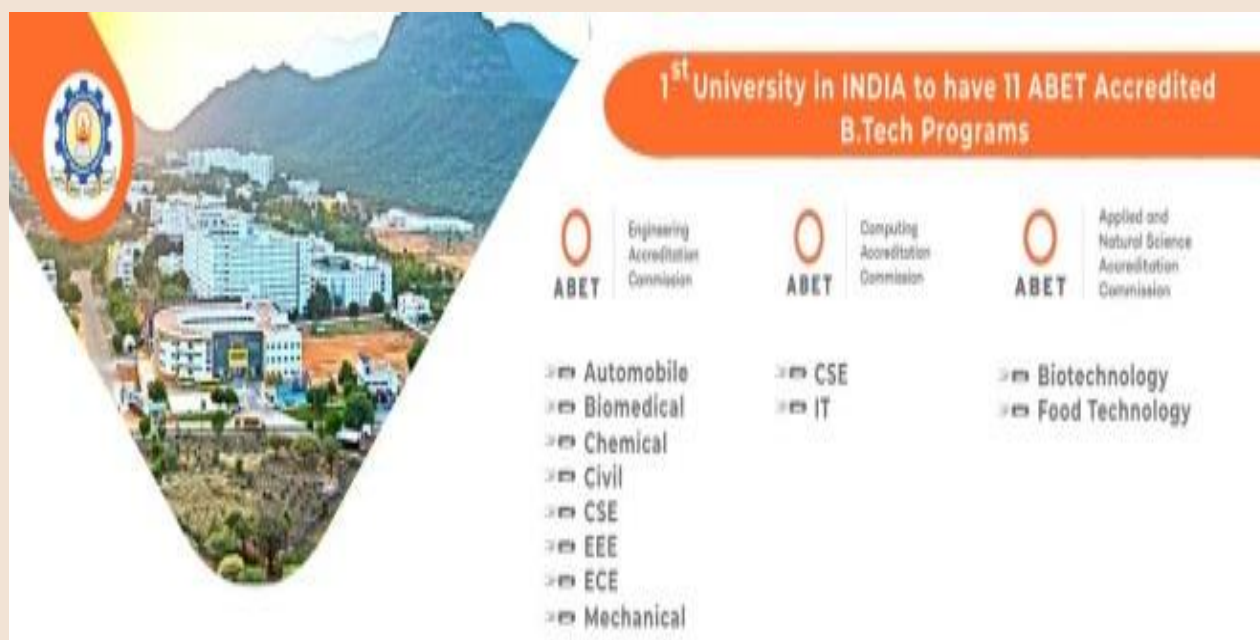 1st University in INDIA to have 11 ABET Accredited
B.Tech Programs
ABET
Engineering
Accreditation
Commission
ABET
Computing
Accreditation
Commission
ABET
Applied and
Natural Science
Accreditation
Commission
Automobile
Biomedical
Chemical
Civil
CSE
EEE
ECE
Mechanical
CSE
IT
Biotechnology
Food Technology